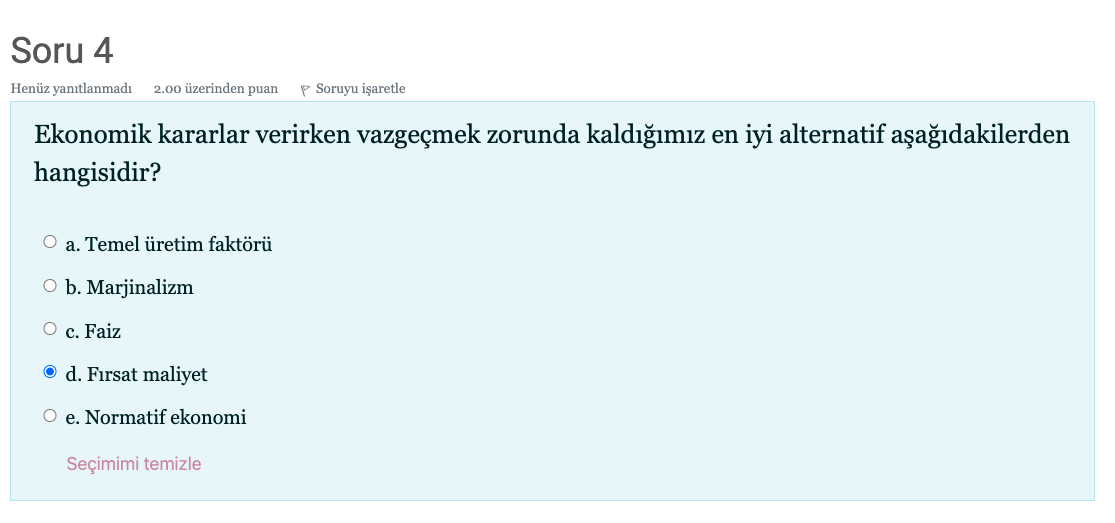 Soru 4
Henüz yanıtlanmadı 2.00 üzerinden puan Soruyu işaretle
Ekonomik kararlar verirken vazgeçmek zorunda kaldığımız en iyi alternatif aşağıdakilerden
hangisidir?
a. Temel üretim faktörü
b. Marjinalizm
c. Faiz
d. Fırsat maliyet
e. Normatif ekonomi
Seçimimi temizle